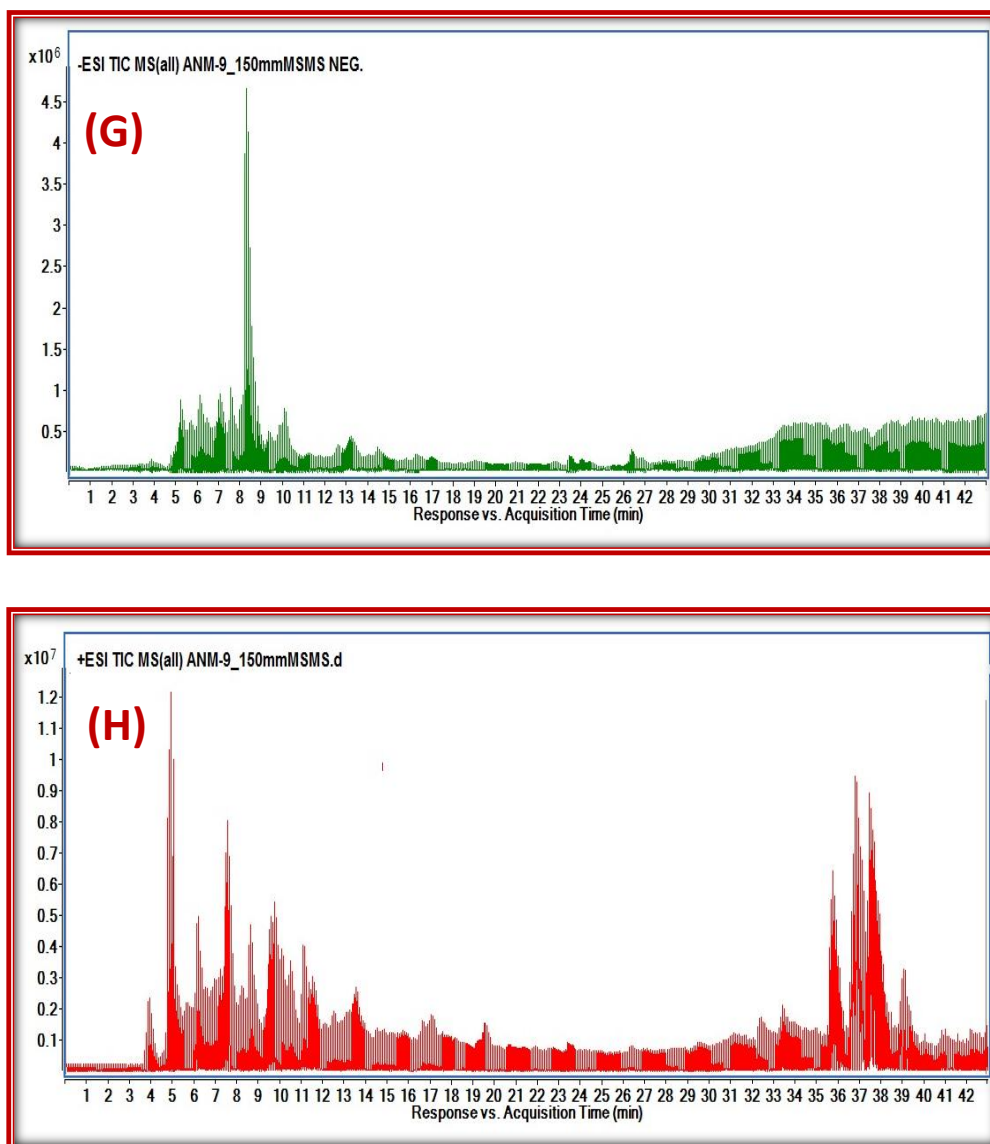 x10⁶
-ESI TIC MS(all) ANM-9_150mmMSMS NEG.
(G)
4.5
4
3.5
3
2.5
2
1.5
1
0.5
1 2 3 4 5 6 7 8 9 10 11 12 13 14 15 16 17 18 19 20 21 22 23 24 25 26 27 28 29 30 31 32 33 34 35 36 37 38 39 40 41 42
Response vs. Acquisition Time (min)
x10⁷
+ESI TIC MS(all) ANM-9_150mmMSMS.d
(H)
1.2
1.1
1
0.9
0.8
0.7
0.6
0.5
0.4
0.3
0.2
0.1
1 2 3 4 5 6 7 8 9 10 11 12 13 14 15 16 17 18 19 20 21 22 23 24 25 26 27 28 29 30 31 32 33 34 35 36 37 38 39 40 41 42
Response vs. Acquisition Time (min)